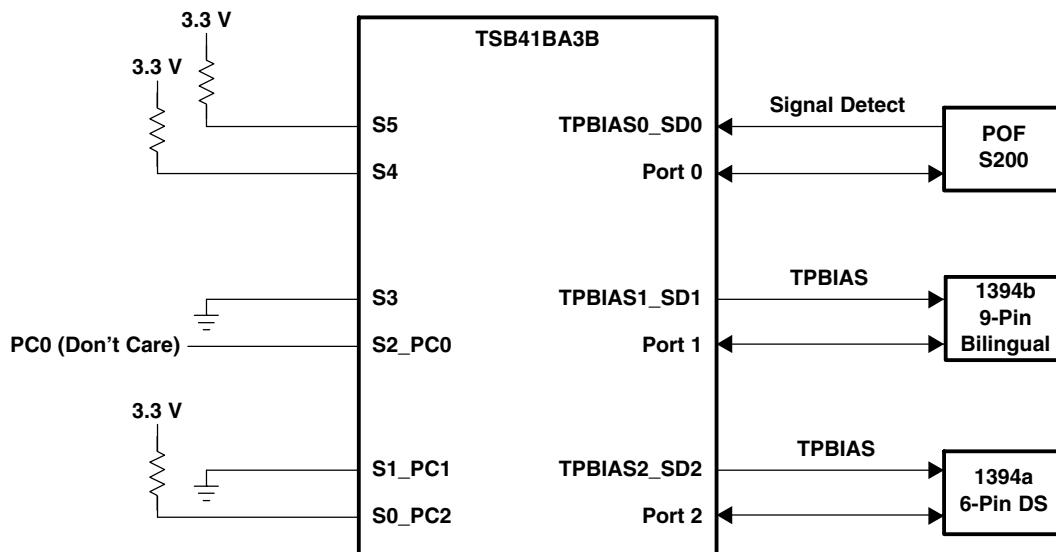 3.3 V
3.3 V
TSB41BA3B
S5
S4
TPBIAS0_SD0
Signal Detect
Port 0
POF
S200
S3
PC0 (Don't Care)
S2_PC0
TPBIAS1_SD1
TPBIAS
Port 1
1394b
9-Pin
Bilingual
3.3 V
S1_PC1
S0_PC2
TPBIAS2_SD2
TPBIAS
Port 2
1394a
6-Pin DS